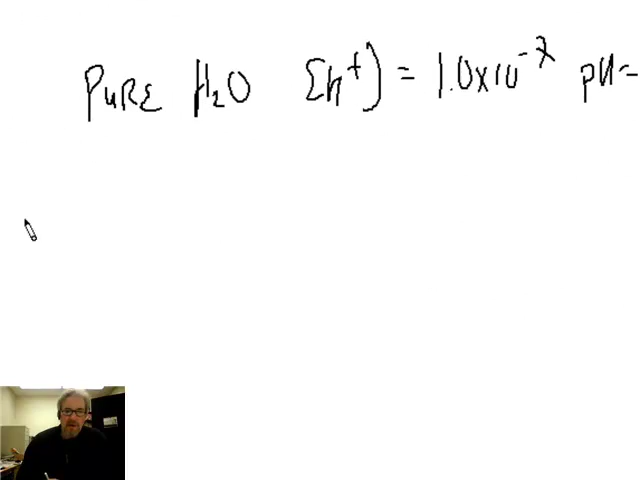 PURE H₂O [H⁺] = 1.0x10⁻⁷ pH=